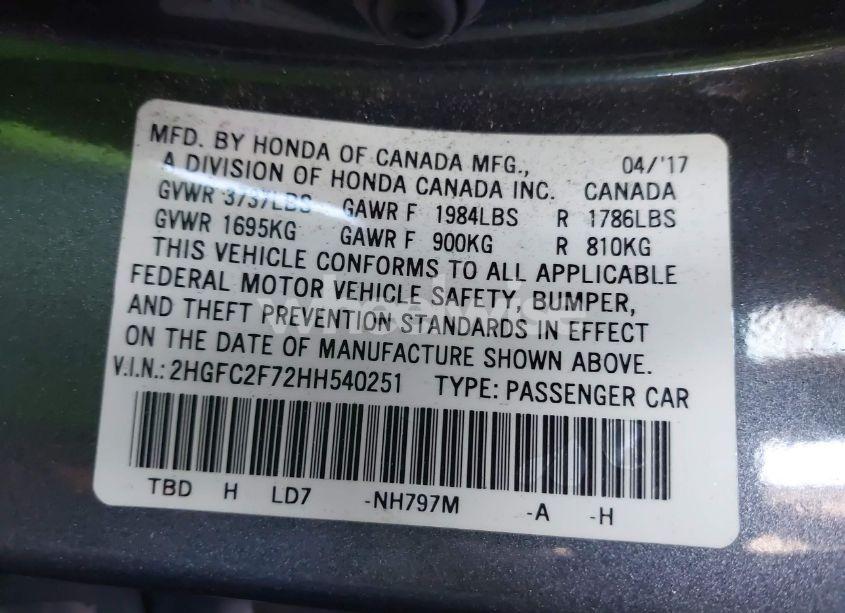 MFD. BY HONDA OF CANADA MFG., 04/'17
A DIVISION OF HONDA CANADA INC. CANADA
GVWR 3737LBS GAWR F 1984LBS R 1786LBS
GVWR 1695KG GAWR F 900KG R 810KG
THIS VEHICLE CONFORMS TO ALL APPLICABLE
FEDERAL MOTOR VEHICLE SAFETY, BUMPER,
AND THEFT PREVENTION STANDARDS IN EFFECT
ON THE DATE OF MANUFACTURE SHOWN ABOVE.
V.I.N.: 2HGFC2F72HH540251 TYPE: PASSENGER CAR
TBD H LD7 -NH797M -A -H